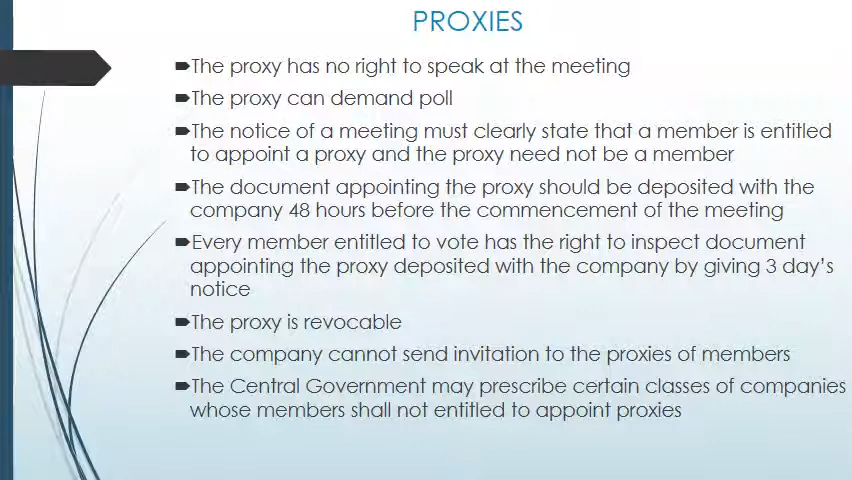 PROXIES
The proxy has no right to speak at the meeting
The proxy can demand poll
The notice of a meeting must clearly state that a member is entitled
to appoint a proxy and the proxy need not be a member
The document appointing the proxy should be deposited with the
company 48 hours before the commencement of the meeting
Every member entitled to vote has the right to inspect document
appointing the proxy deposited with the company by giving 3 day's
notice
The proxy is revocable
The company cannot send invitation to the proxies of members
The Central Government may prescribe certain classes of companies
whose members shall not entitled to appoint proxies